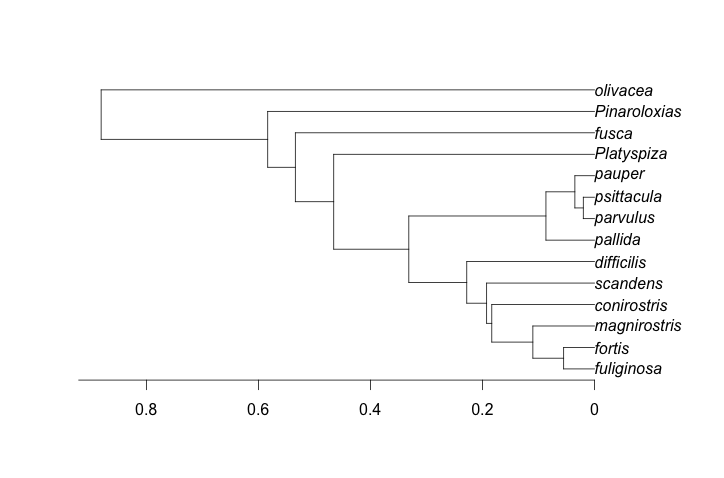 olivacea
Pinaroloxias
fusca
Platyspiza
pauper
psittacula
parvulus
pallida
difficilis
scandens
conirostris
magnirostris
fortis
fuliginosa
0.8 0.6 0.4 0.2 0